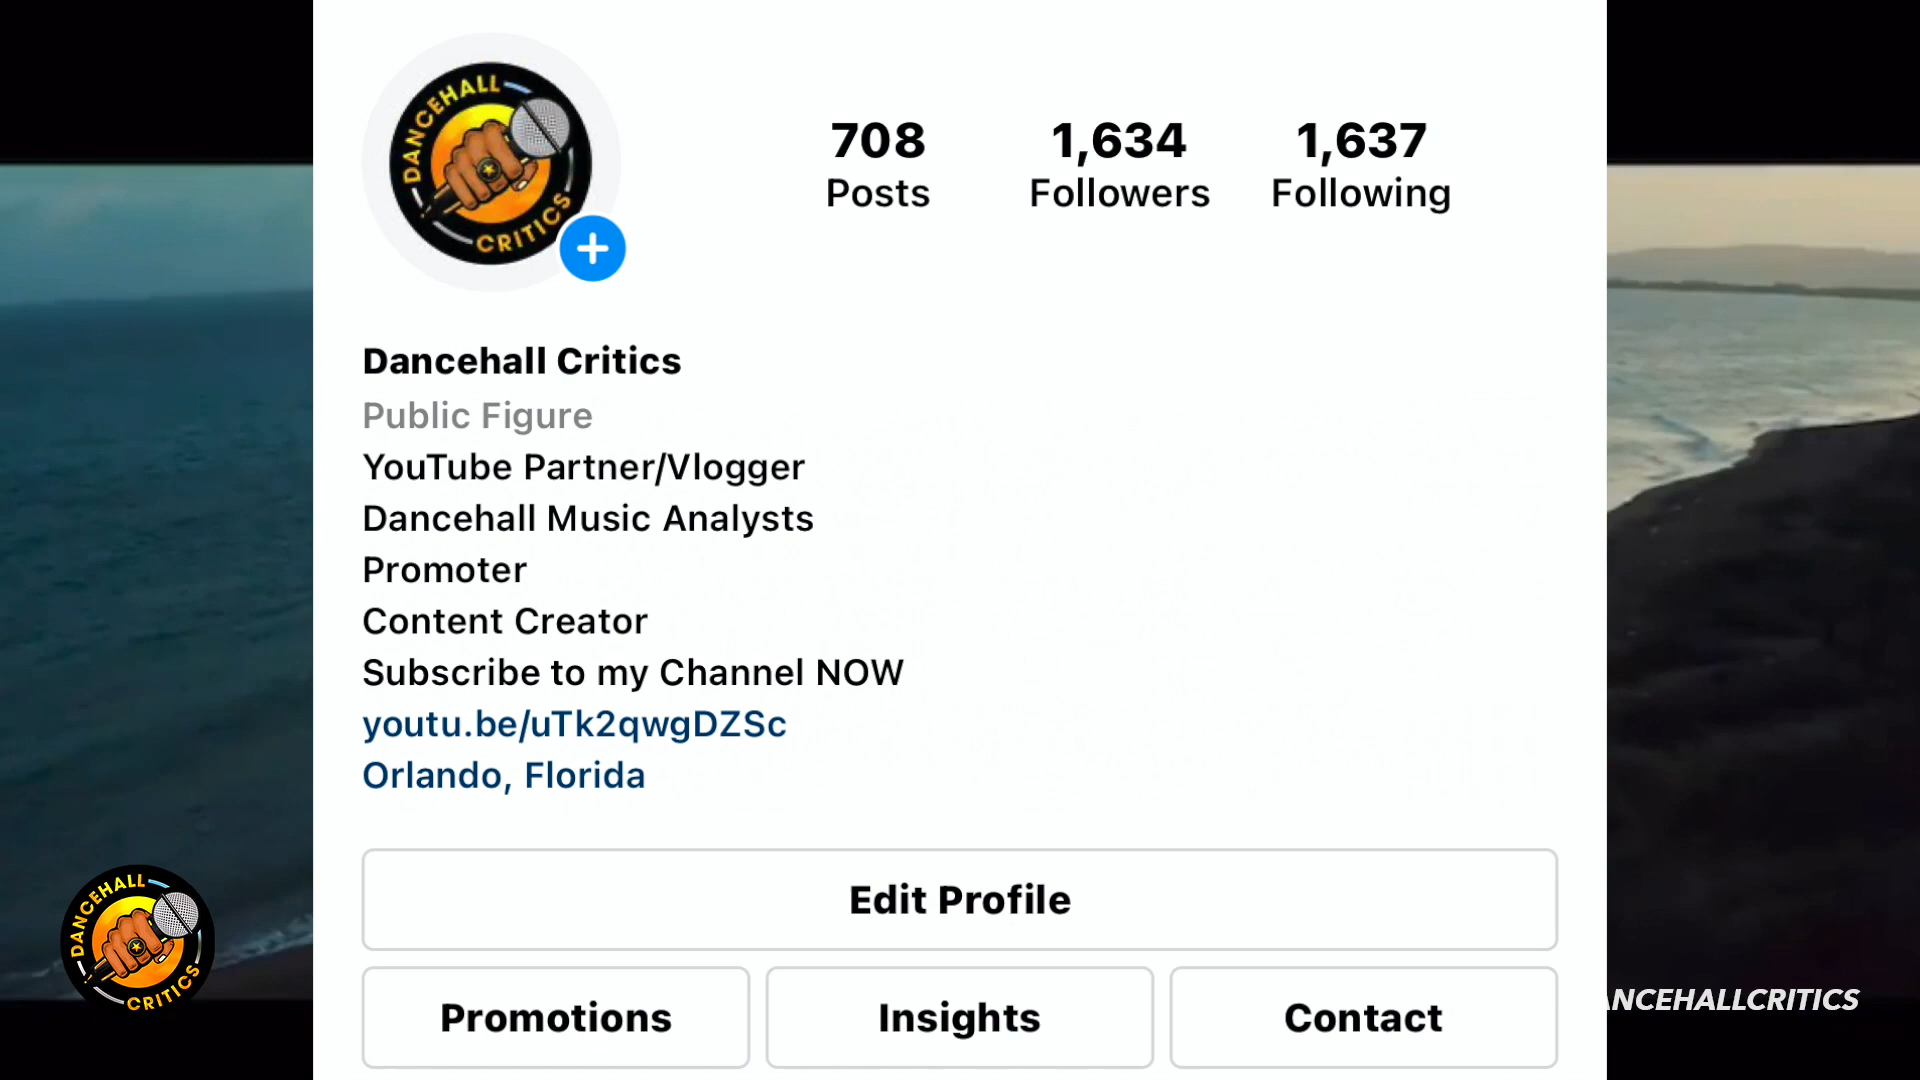 DANCEHALL
CRITICS
708
Posts
1,634
Followers
1,637
Following
Dancehall Critics
Public Figure
YouTube Partner/Vlogger
Dancehall Music Analysts
Promoter
Content Creator
Subscribe to my Channel NOW
youtu.be/uTk2qwgDZSc
Orlando, Florida
Edit Profile
Promotions
Insights
Contact
DANCEHALL
CRITICS
ANCEHALLCRITICS